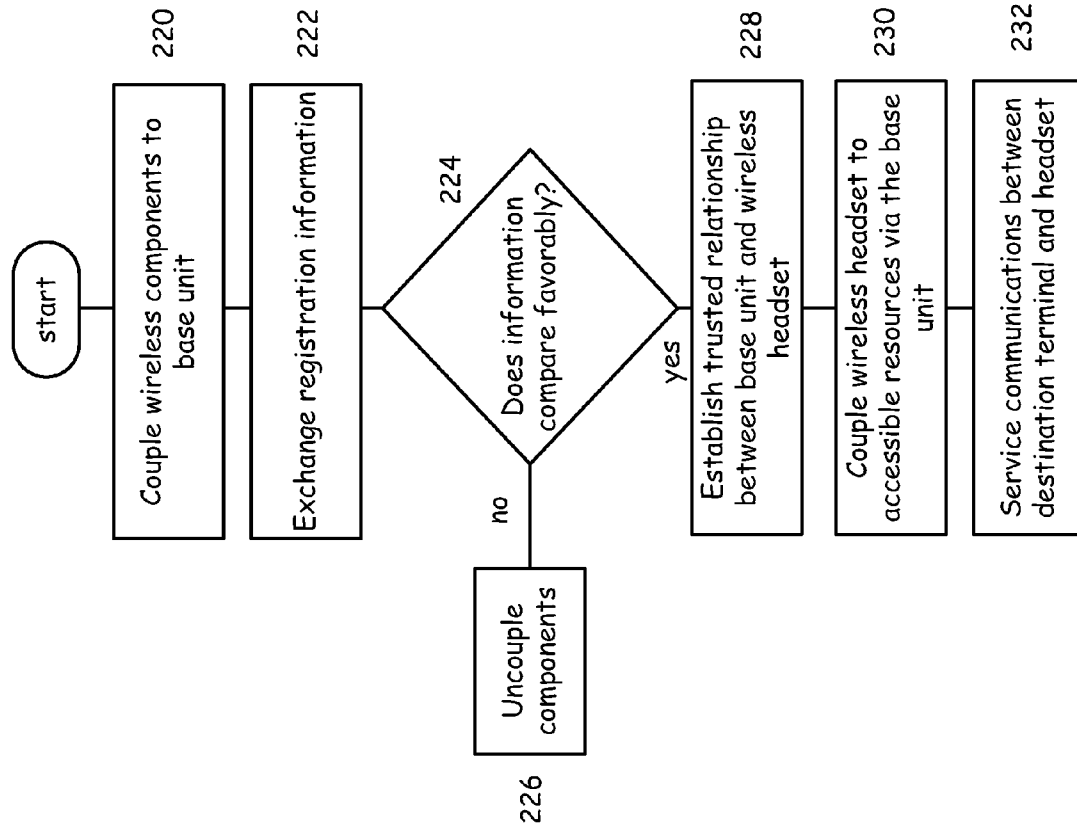 start
Couple wireless components to
base unit
220
Exchange registration information
222
Does information
compare favorably?
224
no
Uncouple
components
226
yes
Establish trusted relationship
between base unit and wireless
headset
228
Couple wireless headset to
accessible resources via the base
unit
230
Service communications between
destination terminal and headset
232